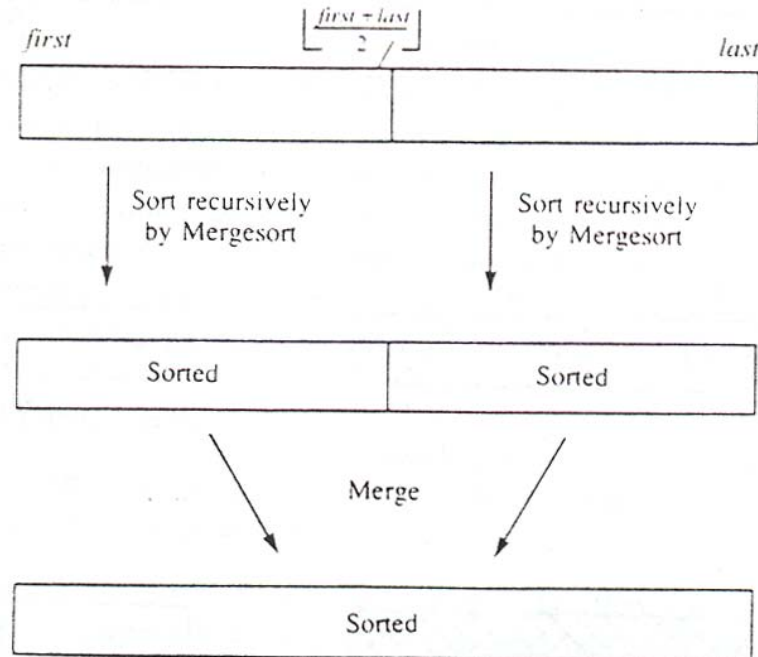 ⌊(first + last)/2⌋
first last
Sort recursively
by Mergesort
Sort recursively
by Mergesort
Sorted Sorted
Merge
Sorted